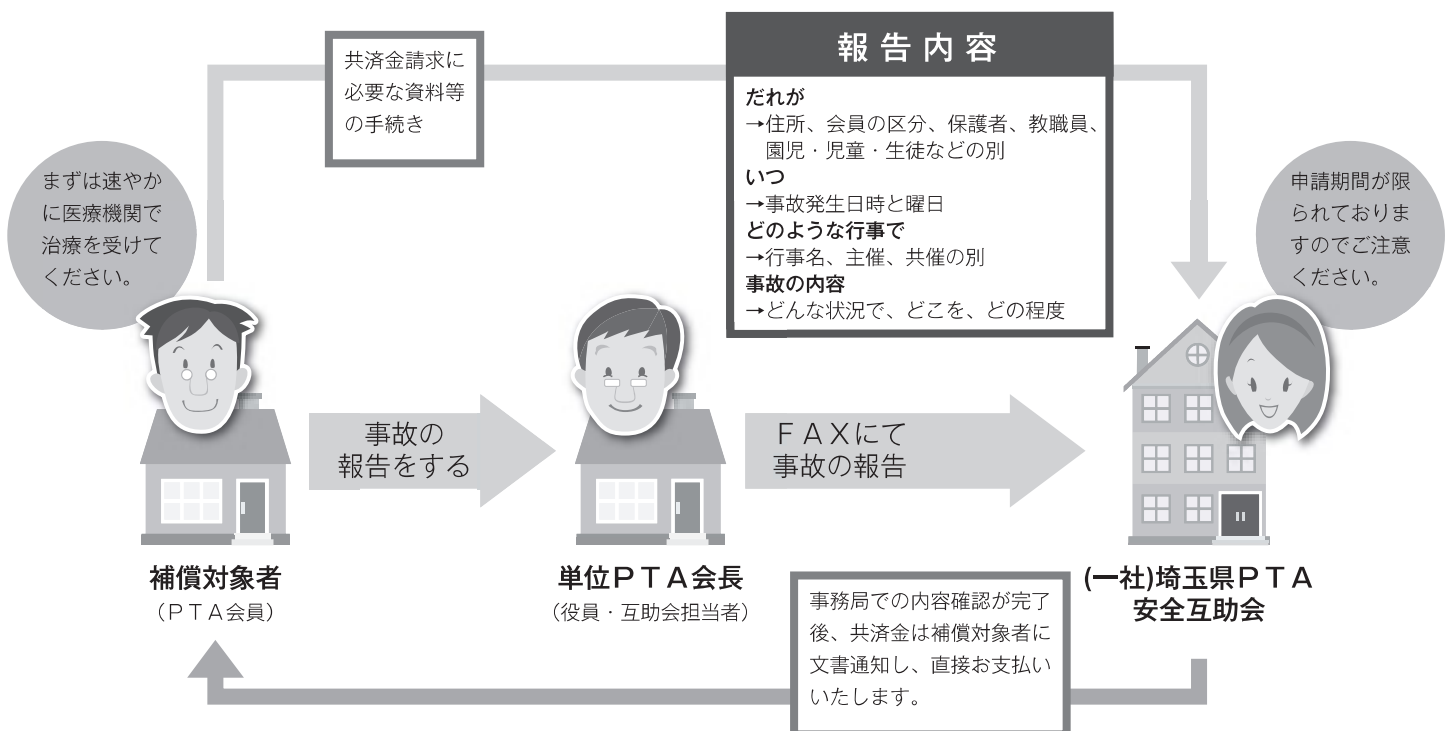 共済金請求に
必要な資料等
の手続き
報告内容
だれが
→住所、会員の区分、保護者、教職員、
園児・児童・生徒などの別
いつ
→事故発生日時と曜日
どのような行事で
→行事名、主催、共催の別
事故の内容
→どんな状況で、どこを、どの程度
まずは速やか
に医療機関で
治療を受けて
ください。
申請期間が限
られておりま
すのでご注意
ください。
事故の
報告をする
ＦＡＸにて
事故の報告
補償対象者
（ＰＴＡ会員）
単位ＰＴＡ会長
（役員・互助会担当者）
(一社)埼玉県ＰＴＡ
安全互助会
事務局での内容確認が完了
後、共済金は補償対象者に
文書通知し、直接お支払い
いたします。